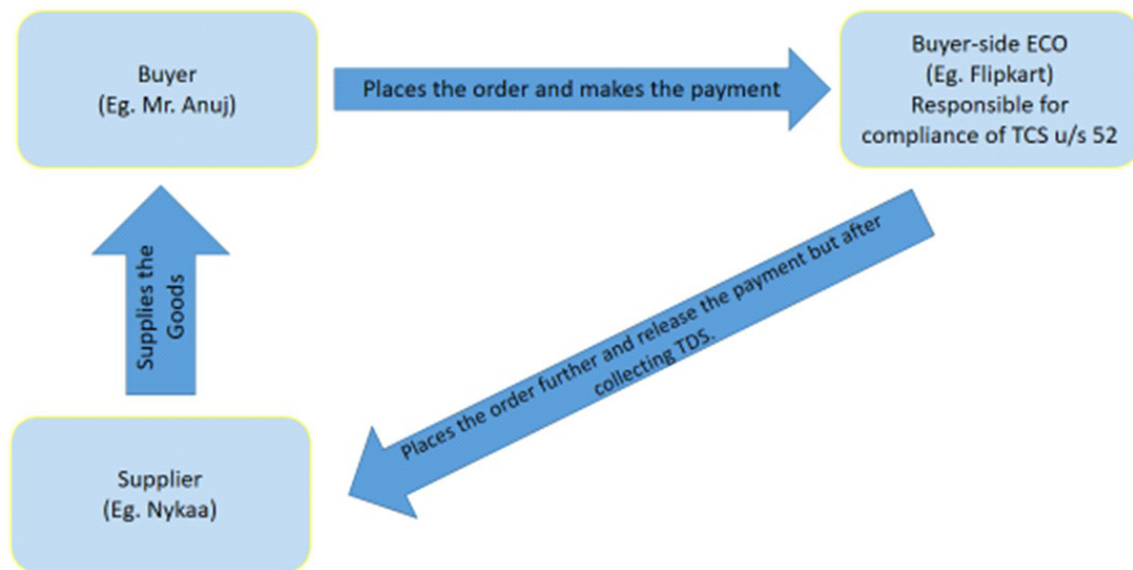 Buyer
(Eg. Mr. Anuj)
Places the order and makes the payment
Buyer-side ECO
(Eg. Flipkart)
Responsible for
compliance of TCS u/s 52
Supplies the
Goods
Places the order further and release the payment but after
collecting TDS.
Supplier
(Eg. Nykaa)